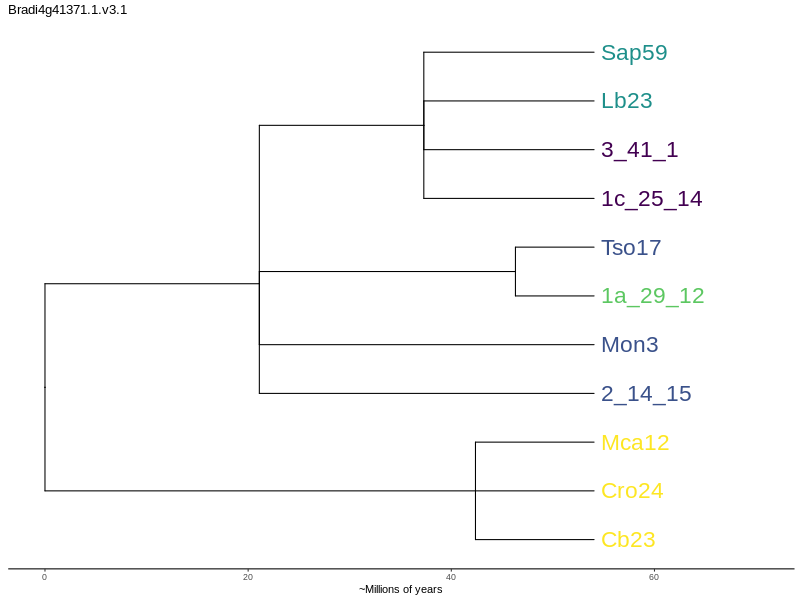 Bradi4g41371.1.v3.1
Sap59
Lb23
3_41_1
1c_25_14
Tso17
1a_29_12
Mon3
2_14_15
Mca12
Cro24
Cb23
0 20 40 60
~Millions of years